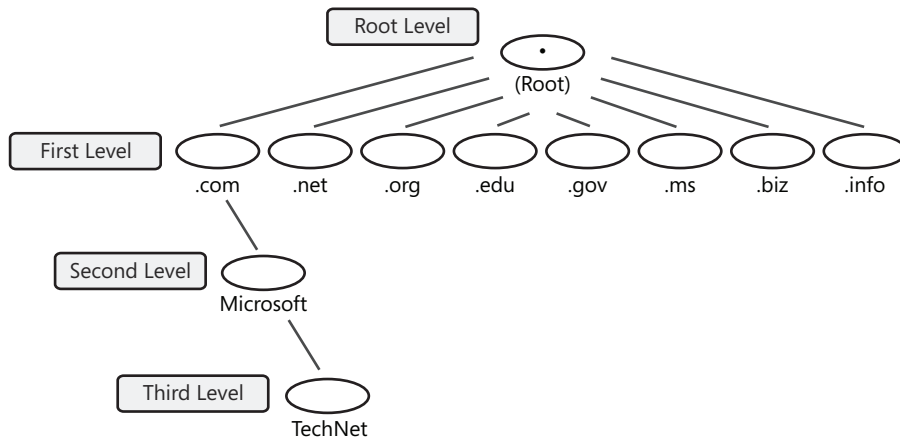 Root Level
•
(Root)
First Level
.com .net .org .edu .gov .ms .biz .info
Second Level
Microsoft
Third Level
TechNet